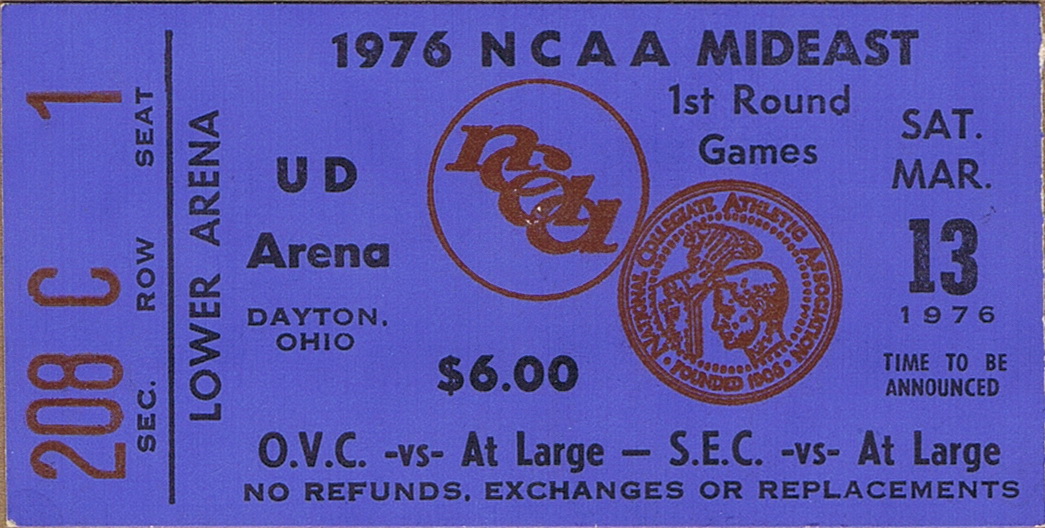 1976 NCAA MIDEAST
1st Round
Games
SAT.
MAR.
13
1976
TIME TO BE
ANNOUNCED
UD
Arena
DAYTON,
OHIO
$6.00
ncaa
NATIONAL COLLEGIATE ATHLETIC ASSOCIATION
FOUNDED 1906
O.V.C. -vs- At Large — S.E.C. -vs- At Large
NO REFUNDS, EXCHANGES OR REPLACEMENTS
LOWER ARENA
SEC. ROW SEAT
208 C 1